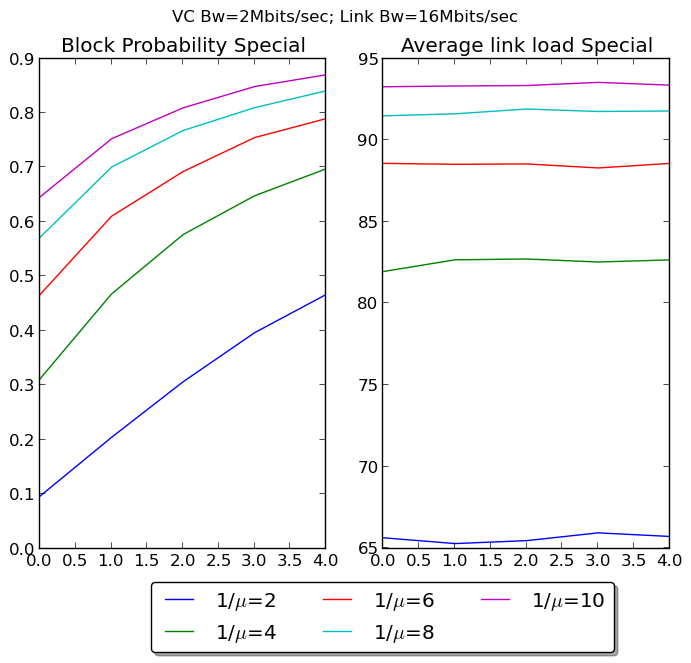 VC Bw=2Mbits/sec; Link Bw=16Mbits/sec
Block Probability Special
0.9
0.8
0.7
0.6
0.5
0.4
0.3
0.2
0.1
0.0
0.0 0.5 1.0 1.5 2.0 2.5 3.0 3.5 4.0
Average link load Special
95
90
85
80
75
70
65
0.0 0.5 1.0 1.5 2.0 2.5 3.0 3.5 4.0
1/μ=2 1/μ=6 1/μ=10
1/μ=4 1/μ=8